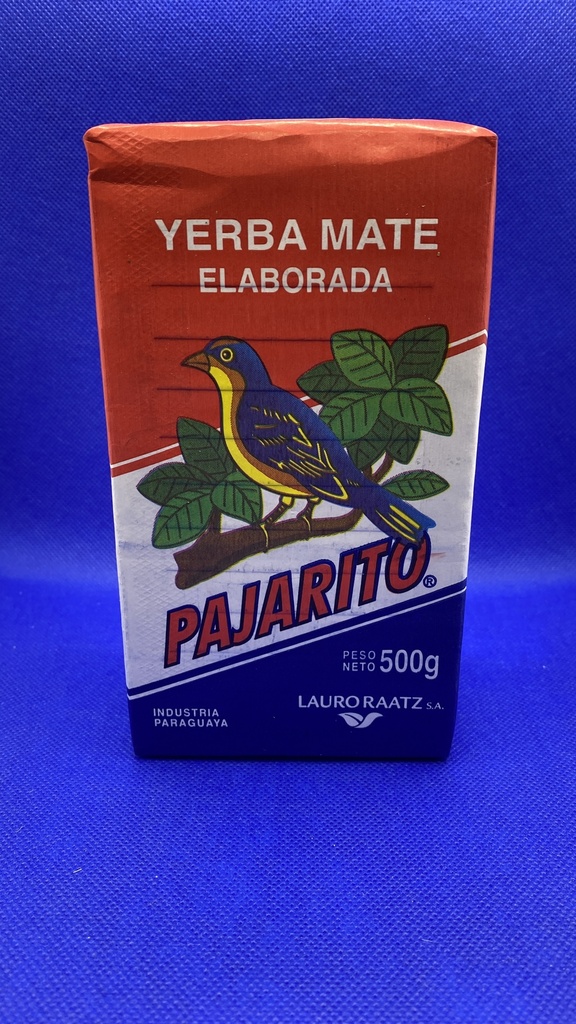 YERBA MATE
ELABORADA
PAJARITO®
PESO
NETO 500g
LAURO RAATZ S.A.
INDUSTRIA
PARAGUAYA